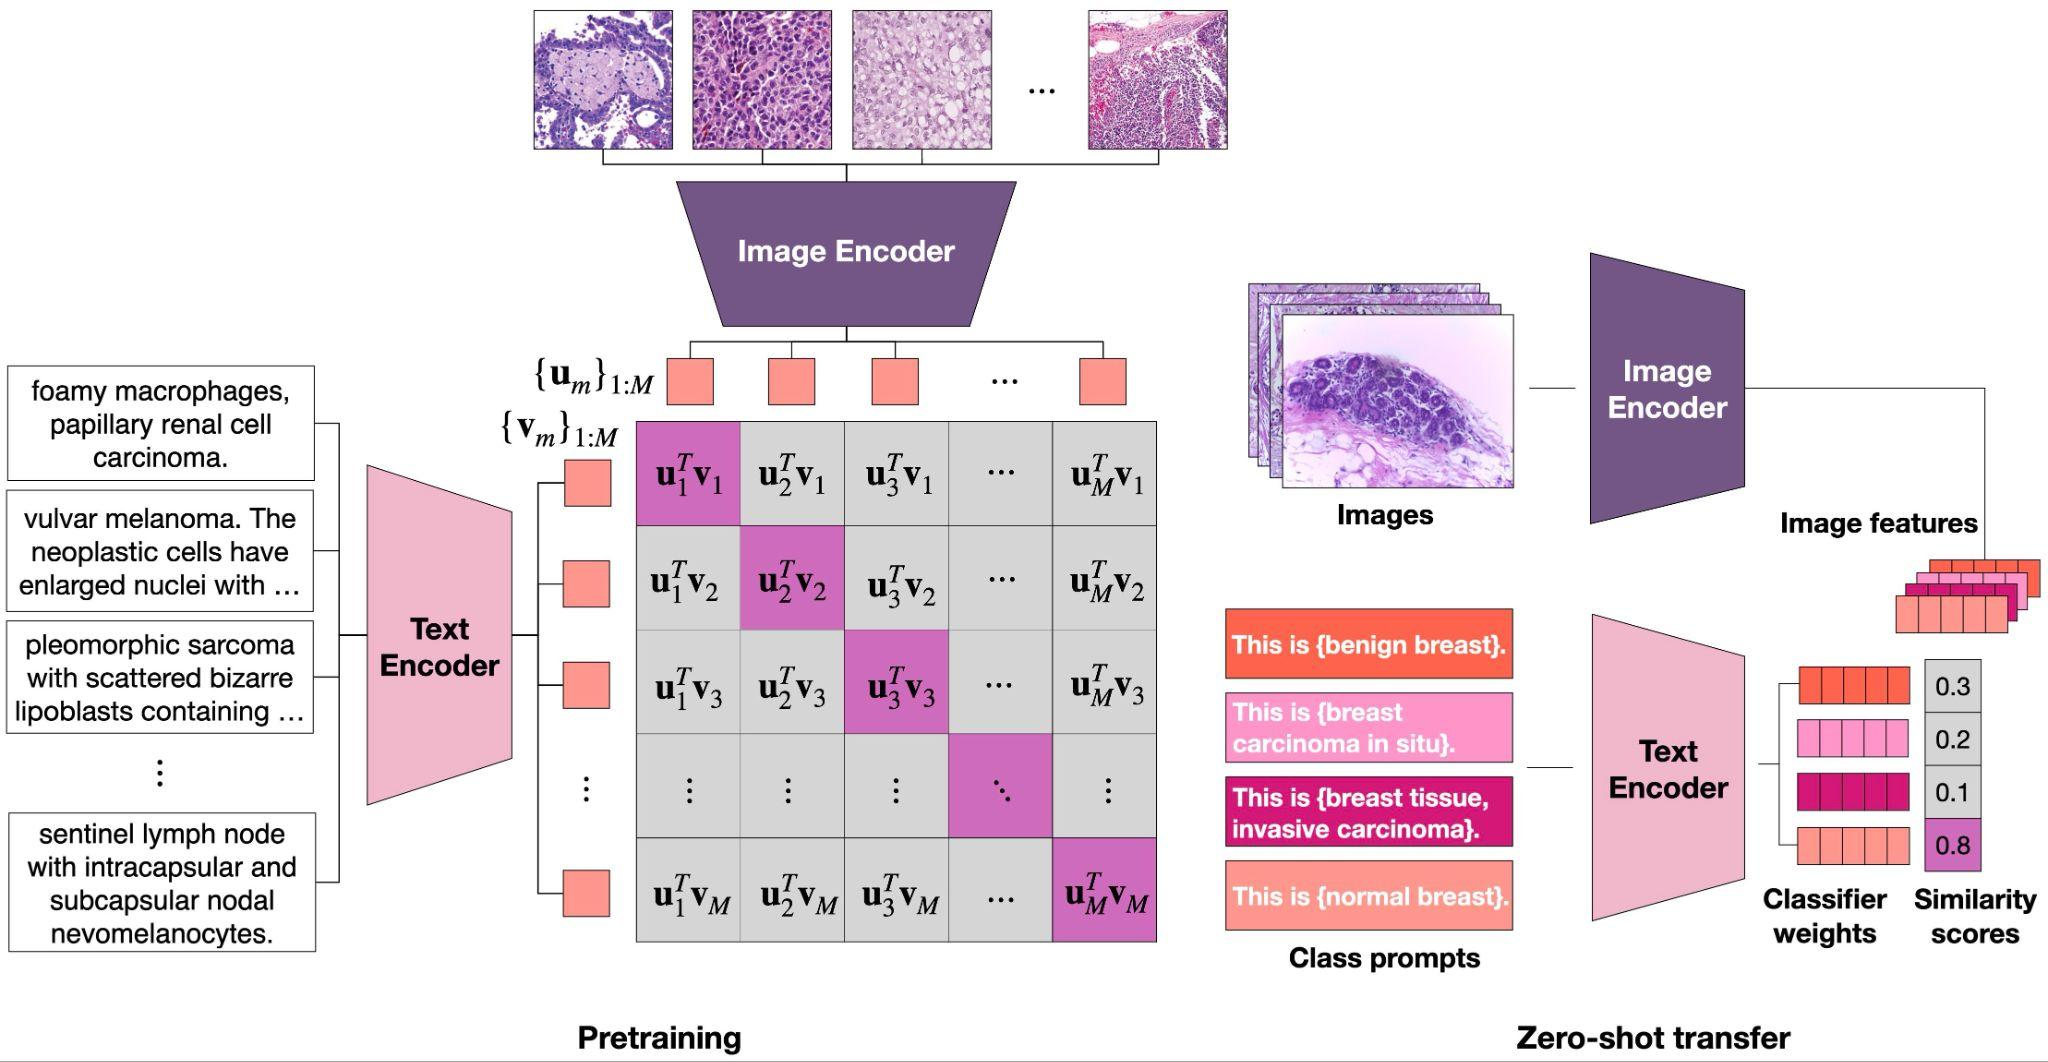 ...
Image Encoder
{u_m}_{1:M}
...
{v_m}_{1:M}
foamy macrophages,
papillary renal cell
carcinoma.
vulvar melanoma. The
neoplastic cells have
enlarged nuclei with ...
pleomorphic sarcoma
with scattered bizarre
lipoblasts containing ...
⋮
sentinel lymph node
with intracapsular and
subcapsular nodal
nevomelanocytes.
Text
Encoder
⋮
u_1^T v_1 u_2^T v_1 u_3^T v_1 ... u_M^T v_1
u_1^T v_2 u_2^T v_2 u_3^T v_2 ... u_M^T v_2
u_1^T v_3 u_2^T v_3 u_3^T v_3 ... u_M^T v_3
⋮ ⋮ ⋮ ⋱ ⋮
u_1^T v_M u_2^T v_M u_3^T v_M ... u_M^T v_M
Pretraining
Images
Image
Encoder
Image features
This is {benign breast}.
This is {breast
carcinoma in situ}.
This is {breast tissue,
invasive carcinoma}.
This is {normal breast}.
Class prompts
Text
Encoder
0.3
0.2
0.1
0.8
Classifier
weights
Similarity
scores
Zero-shot transfer